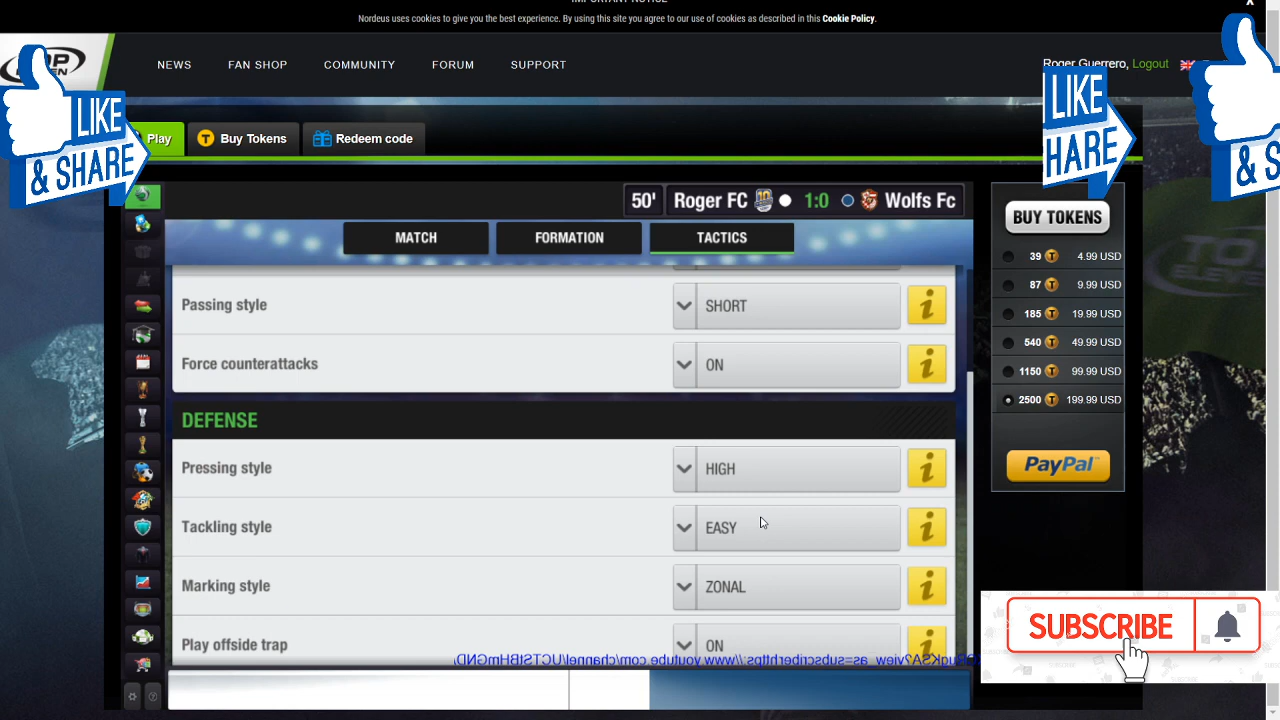 Nordeus uses cookies to give you the best experience. By using this site you agree to our use of cookies as described in this Cookie Policy.
X
NEWS FAN SHOP COMMUNITY FORUM SUPPORT
Roger Guerrero, Logout
LIKE
& SHARE
LIKE
HARE
& S
Play Buy Tokens Redeem code
50' Roger FC 1:0 Wolfs Fc
MATCH FORMATION TACTICS
Passing style SHORT i
Force counterattacks ON i
DEFENSE
Pressing style HIGH i
Tackling style EASY i
Marking style ZONAL i
Play offside trap ON i
BUY TOKENS
39 T 4.99 USD
87 T 9.99 USD
185 T 19.99 USD
540 T 49.99 USD
1150 T 99.99 USD
2500 T 199.99 USD
PayPal
SUBSCRIBE